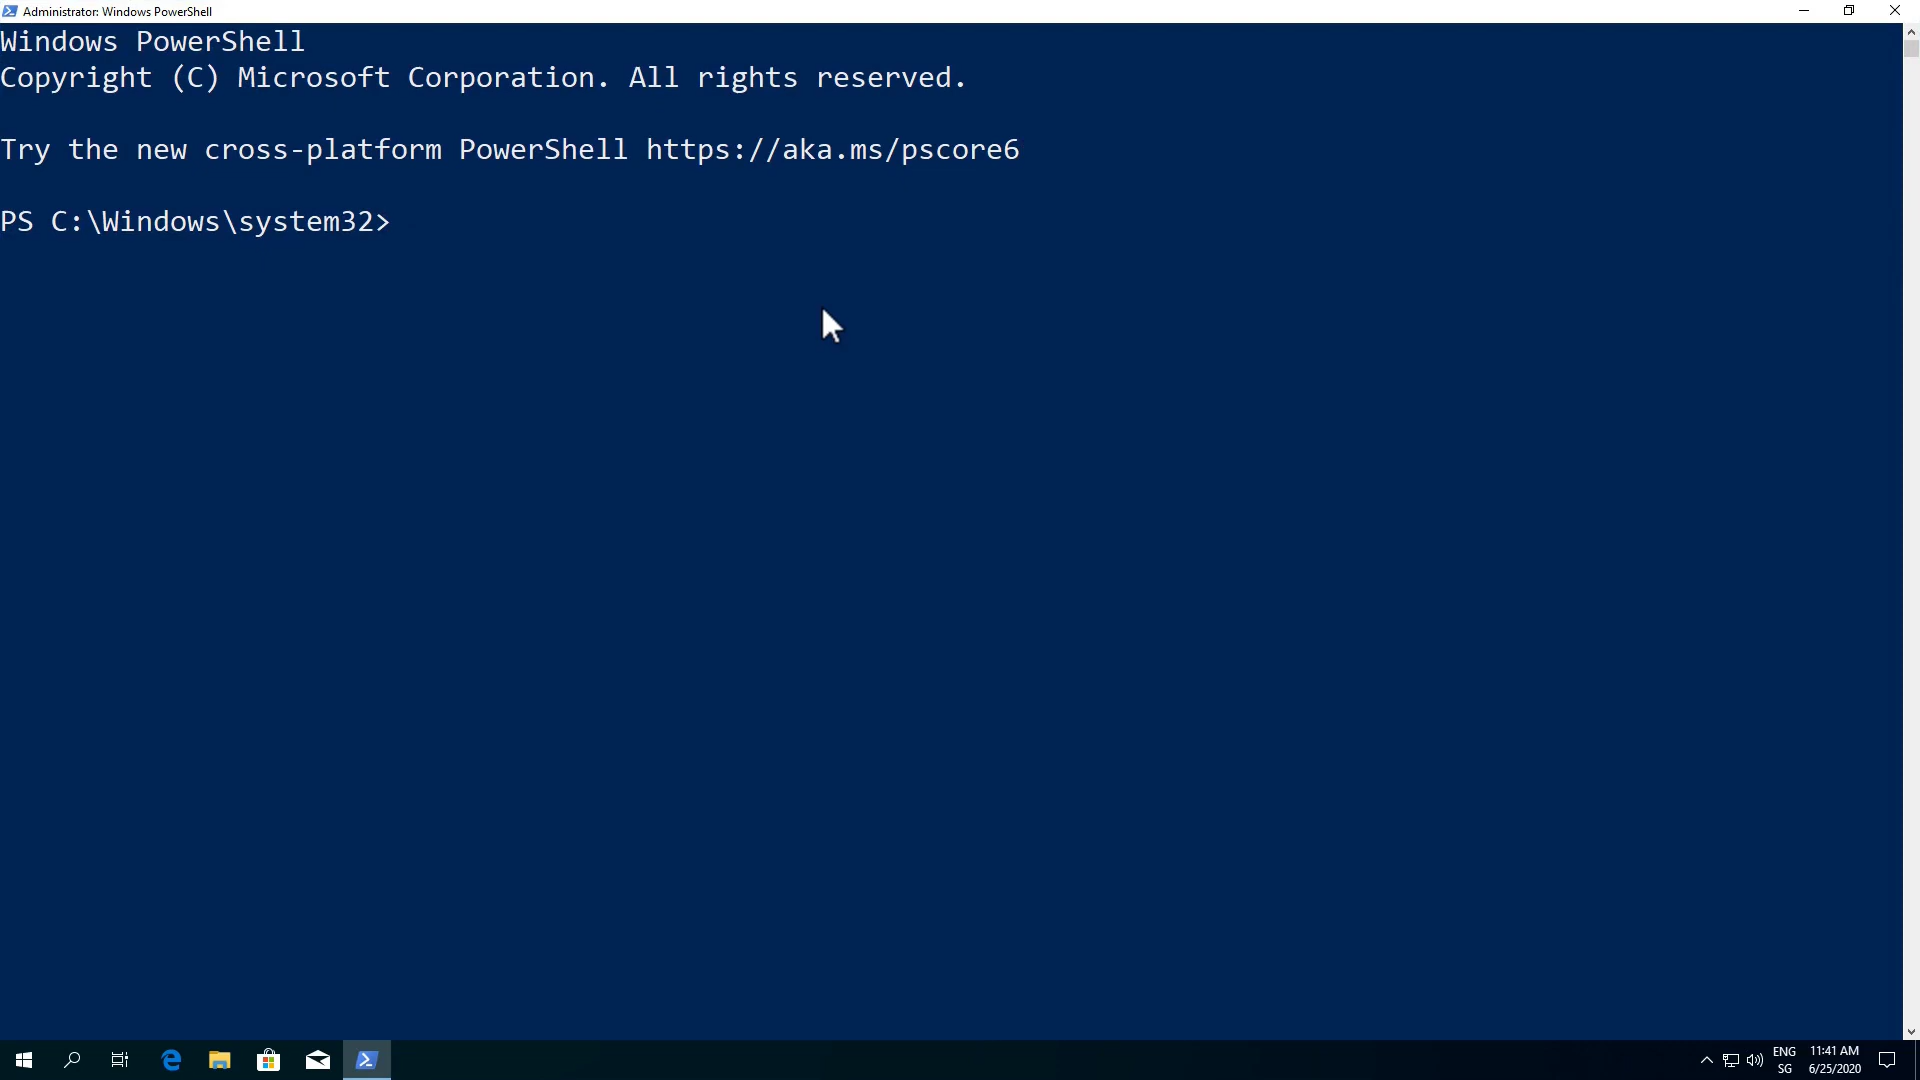 Administrator: Windows PowerShell
Windows PowerShell
Copyright (C) Microsoft Corporation. All rights reserved.
Try the new cross-platform PowerShell https://aka.ms/pscore6
PS C:\Windows\system32>
ENG
SG
11:41 AM
6/25/2020